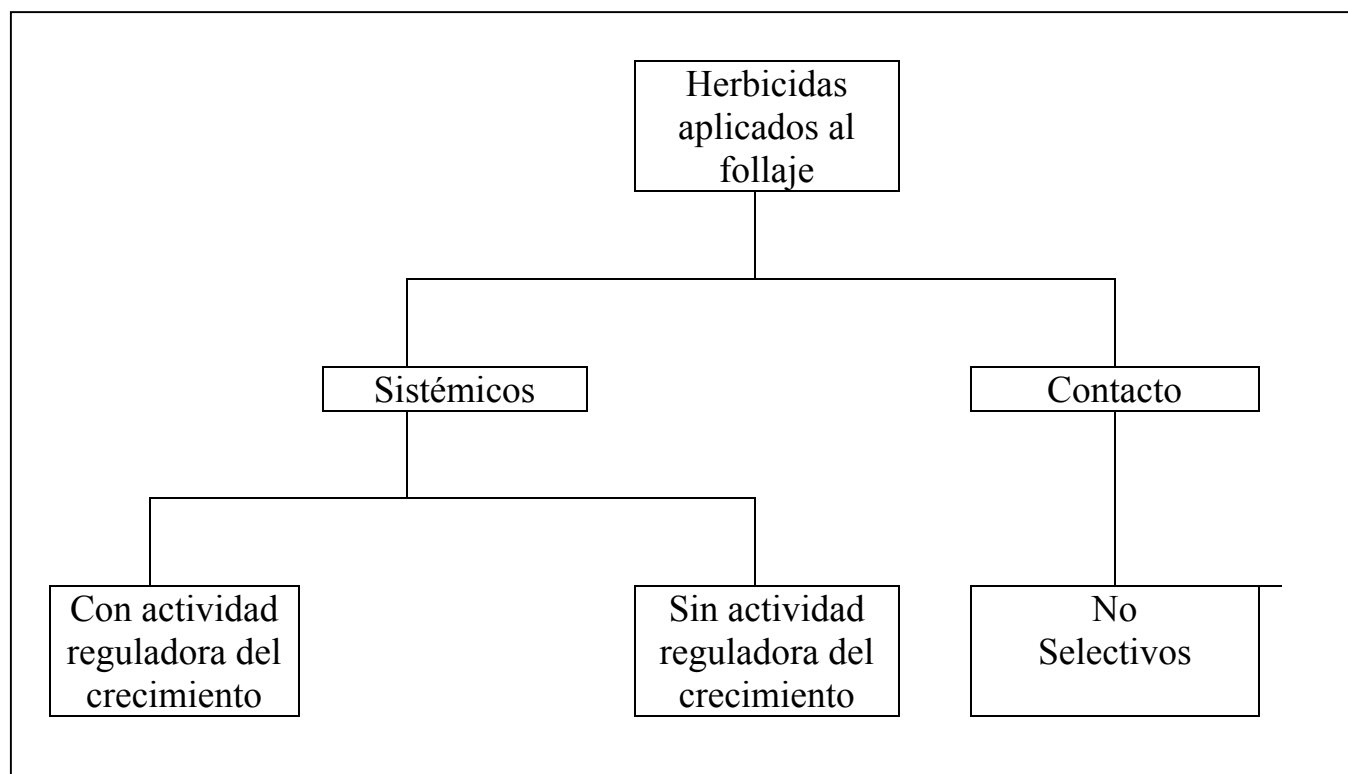 Herbicidas
aplicados al
follaje
Sistémicos
Contacto
Con actividad
reguladora del
crecimiento
Sin actividad
reguladora del
crecimiento
No
Selectivos